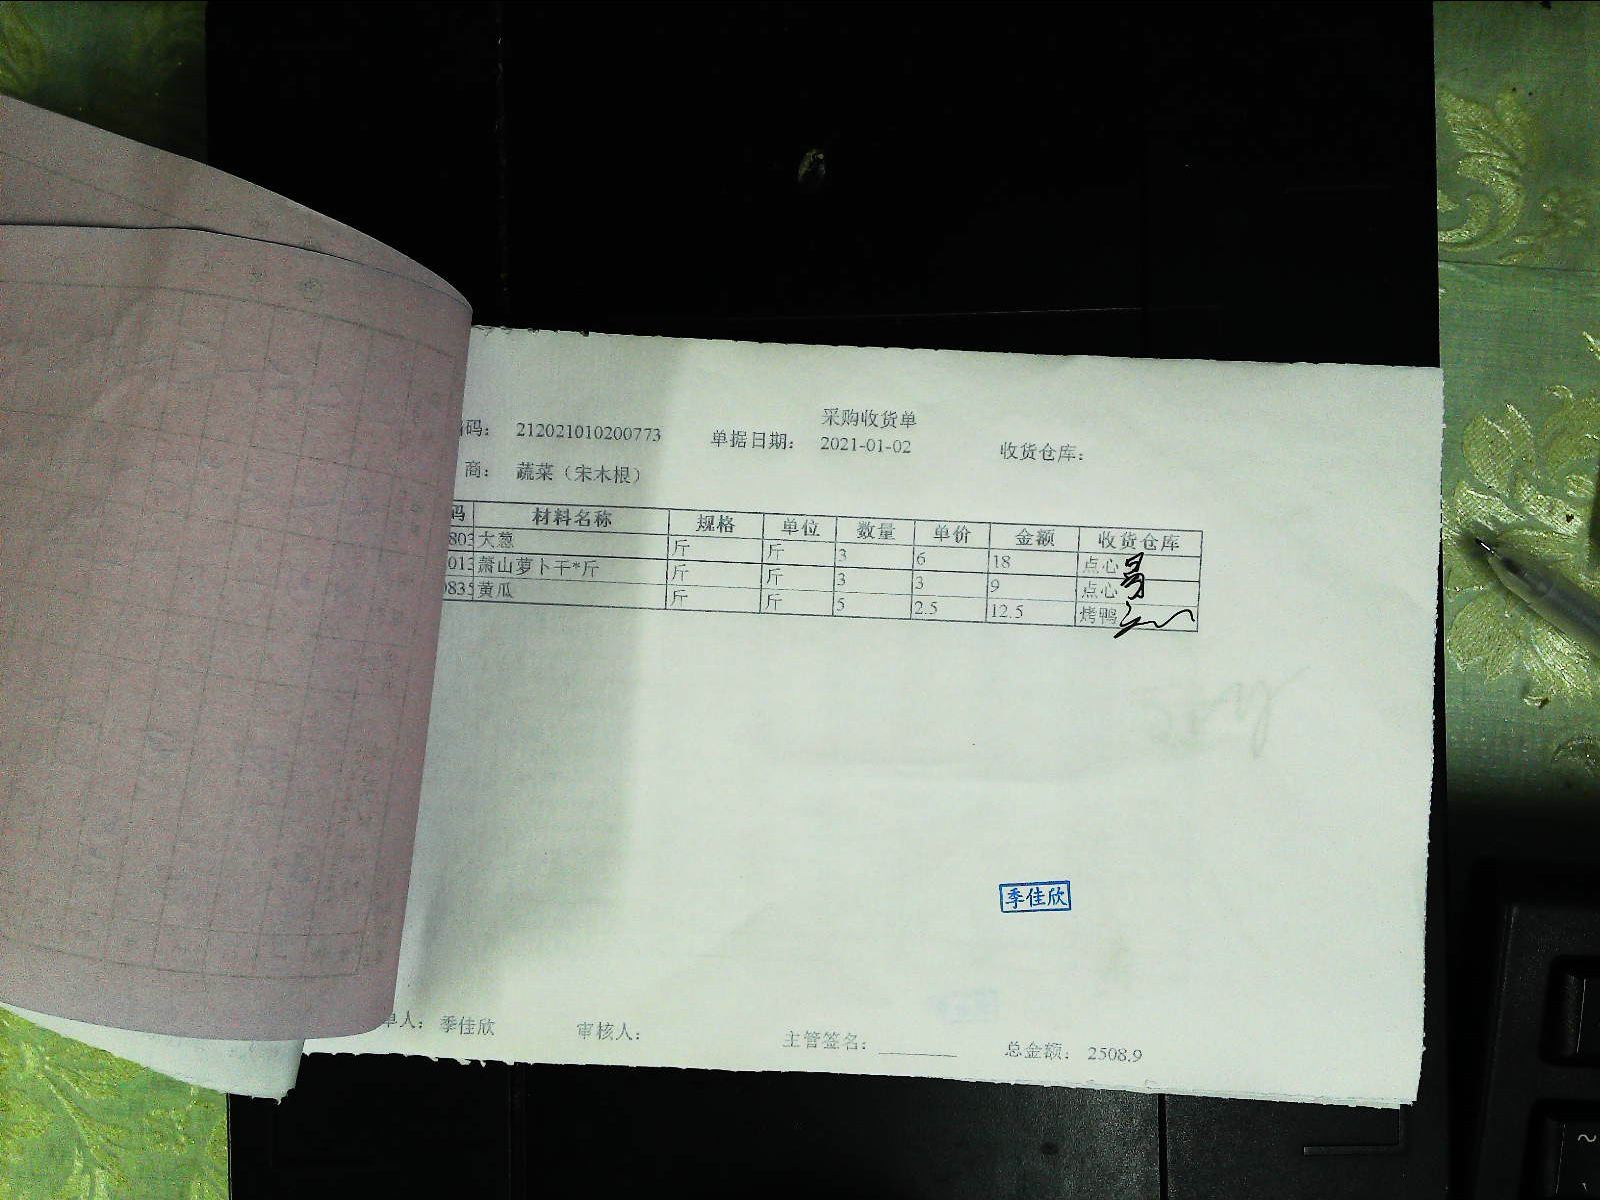 采购收货单
码： 212021010200773 单据日期： 2021-01-02 收货仓库：
商： 蔬菜（宋木根）
码 材料名称 规格 单位 数量 单价 金额 收货仓库
803 大葱 斤 斤 3 6 18 点心
013 萧山萝卜干*斤 斤 斤 3 3 9 点心
835 黄瓜 斤 斤 5 2.5 12.5 烤鸭
季佳欣
单人： 季佳欣 审核人： 主管签名： 总金额： 2508.9